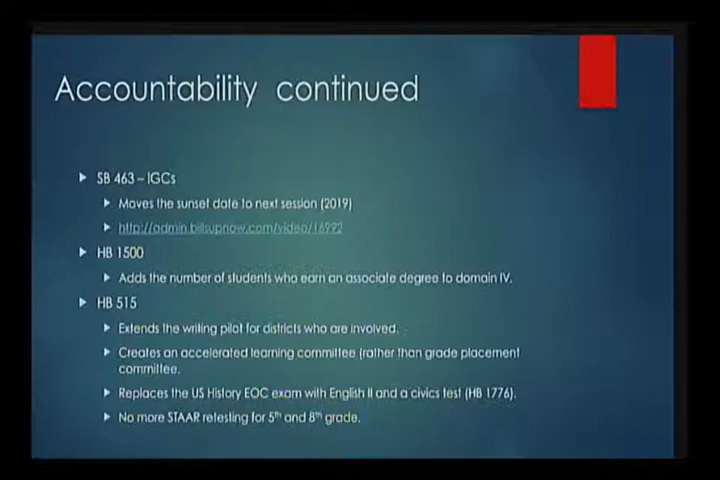 Accountability continued
SB 463 – IGCs
Moves the sunset date to next session (2019)
http://admin.billsupnow.com/video/16992
HB 1500
Adds the number of students who earn an associate degree to domain IV.
HB 515
Extends the writing pilot for districts who are involved.
Creates an accelerated learning committee (rather than grade placement
committee.
Replaces the US History EOC exam with English II and a civics test (HB 1776).
No more STAAR retesting for 5th and 8th grade.